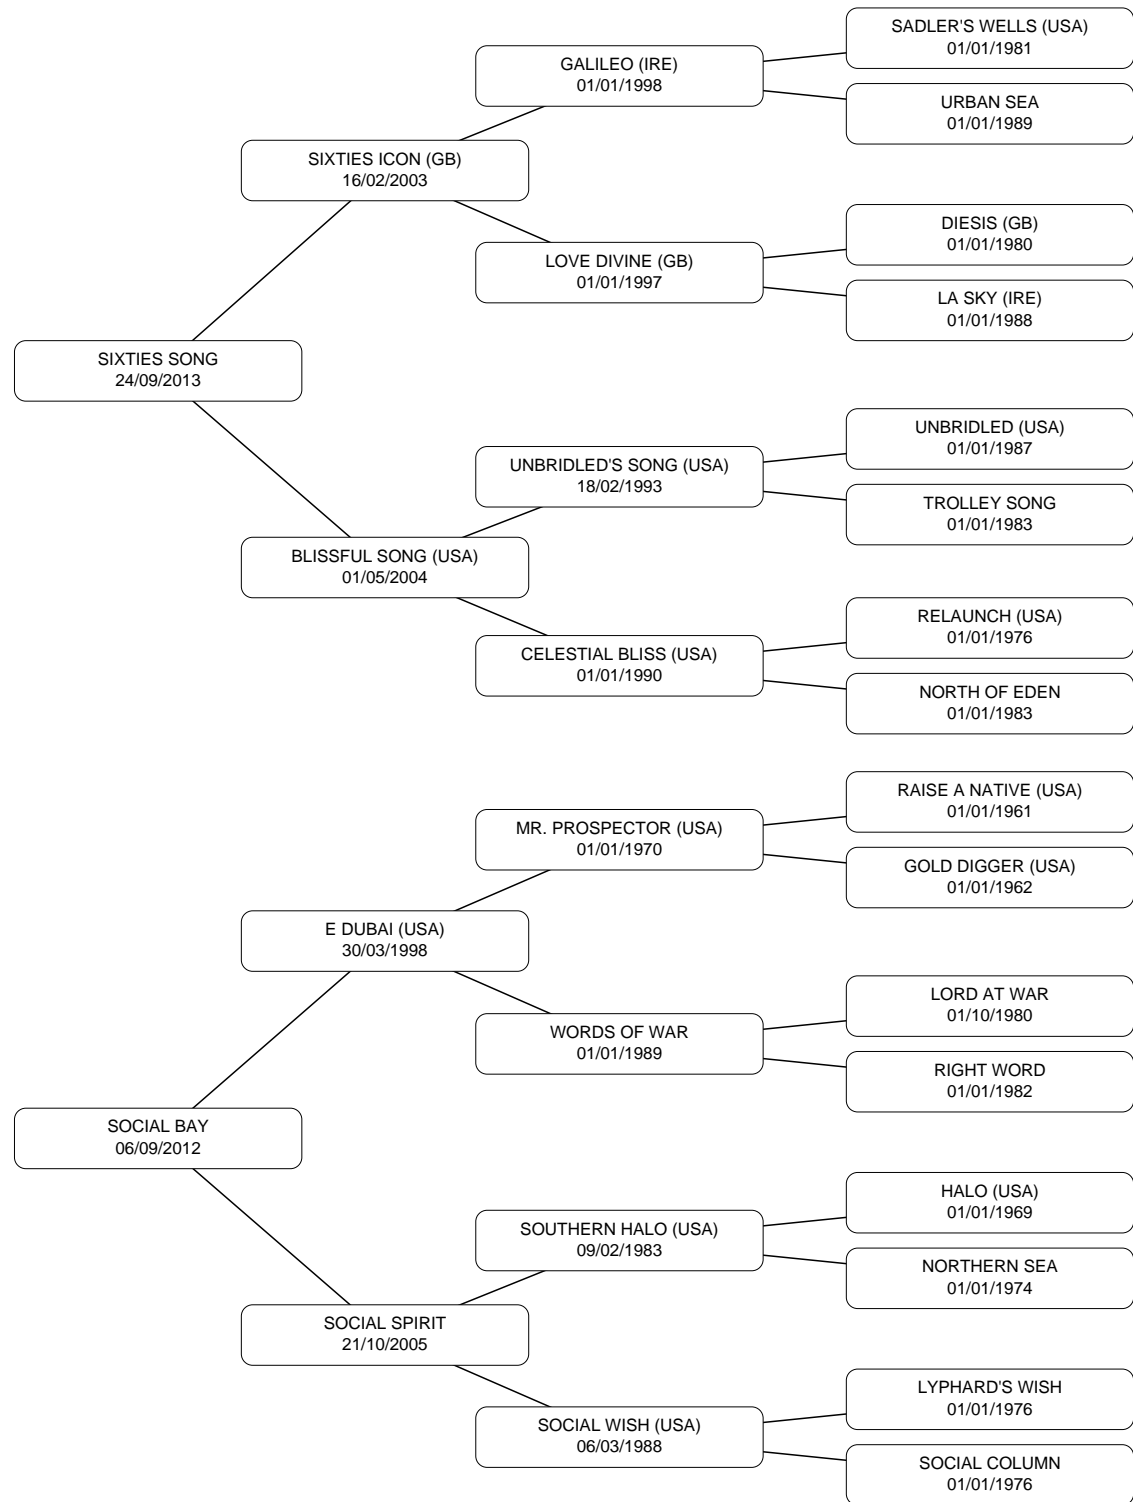 SADLER'S WELLS (USA)
01/01/1981
GALILEO (IRE)
01/01/1998
URBAN SEA
01/01/1989
SIXTIES ICON (GB)
16/02/2003
DIESIS (GB)
01/01/1980
LOVE DIVINE (GB)
01/01/1997
LA SKY (IRE)
01/01/1988
SIXTIES SONG
24/09/2013
UNBRIDLED (USA)
01/01/1987
UNBRIDLED'S SONG (USA)
18/02/1993
TROLLEY SONG
01/01/1983
BLISSFUL SONG (USA)
01/05/2004
RELAUNCH (USA)
01/01/1976
CELESTIAL BLISS (USA)
01/01/1990
NORTH OF EDEN
01/01/1983
RAISE A NATIVE (USA)
01/01/1961
MR. PROSPECTOR (USA)
01/01/1970
GOLD DIGGER (USA)
01/01/1962
E DUBAI (USA)
30/03/1998
LORD AT WAR
01/10/1980
WORDS OF WAR
01/01/1989
RIGHT WORD
01/01/1982
SOCIAL BAY
06/09/2012
HALO (USA)
01/01/1969
SOUTHERN HALO (USA)
09/02/1983
NORTHERN SEA
01/01/1974
SOCIAL SPIRIT
21/10/2005
LYPHARD'S WISH
01/01/1976
SOCIAL WISH (USA)
06/03/1988
SOCIAL COLUMN
01/01/1976